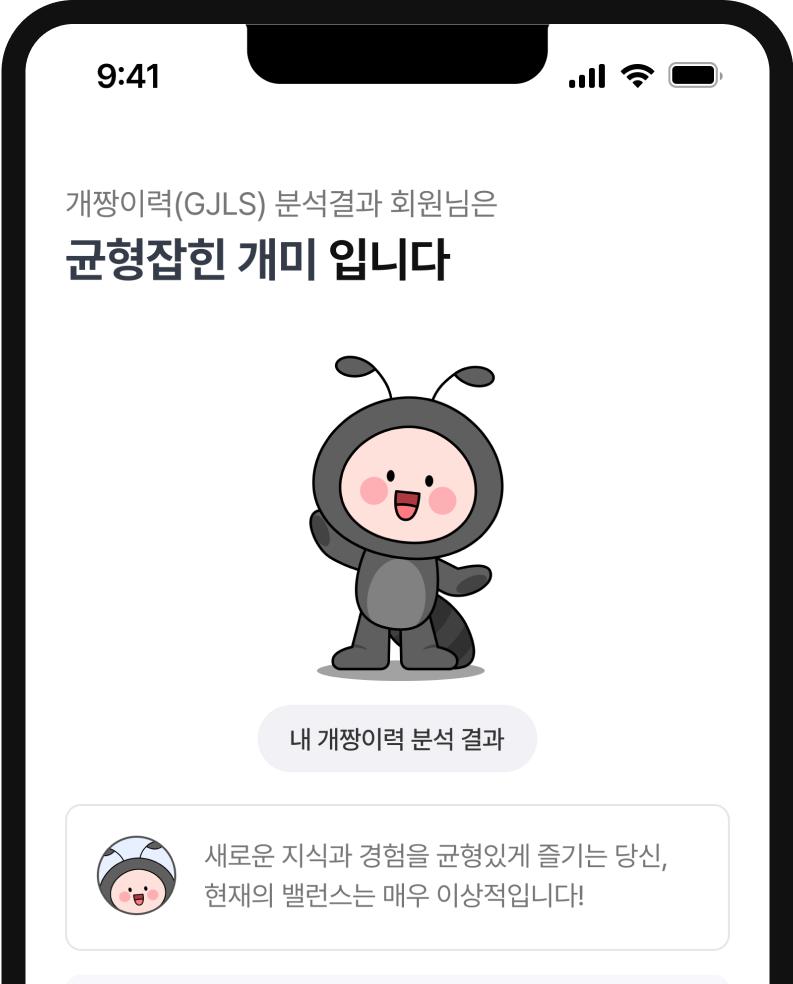 9:41
개짱이력(GJLS) 분석결과 회원님은
균형잡힌 개미 입니다
내 개짱이력 분석 결과
새로운 지식과 경험을 균형있게 즐기는 당신,
현재의 밸런스는 매우 이상적입니다!